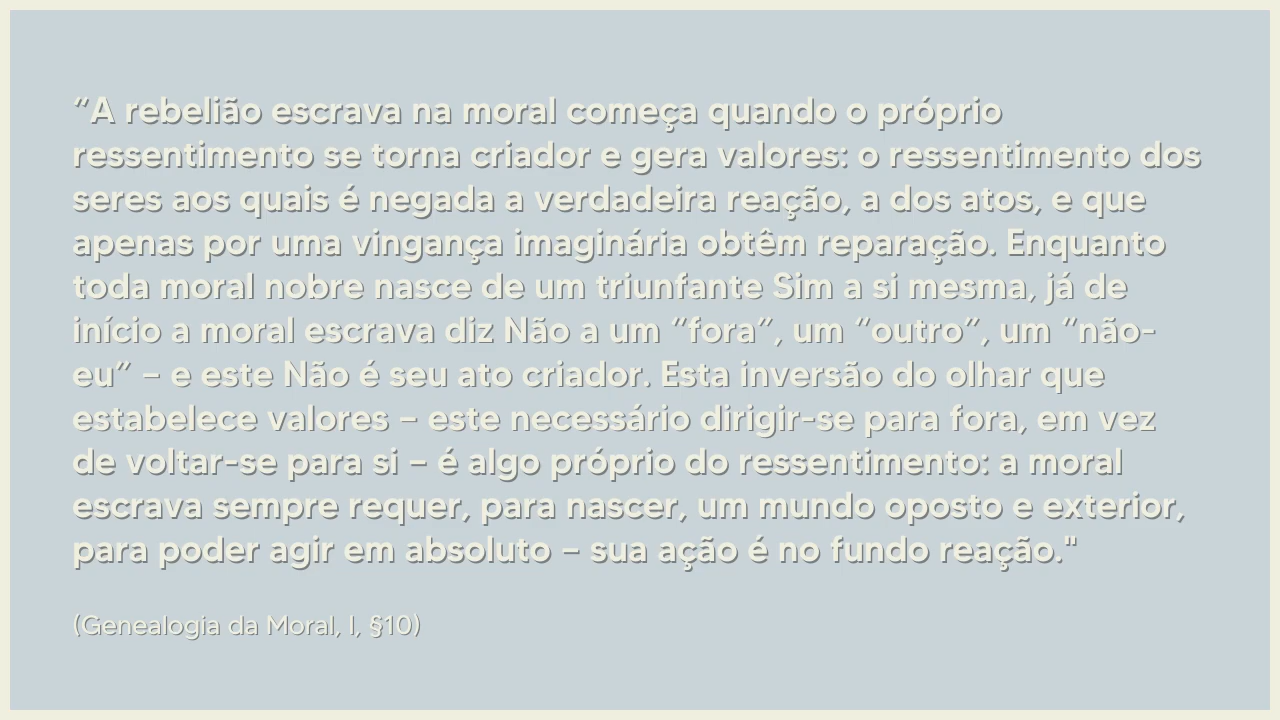 “A rebelião escrava na moral começa quando o próprio
ressentimento se torna criador e gera valores: o ressentimento dos
seres aos quais é negada a verdadeira reação, a dos atos, e que
apenas por uma vingança imaginária obtêm reparação. Enquanto
toda moral nobre nasce de um triunfante Sim a si mesma, já de
início a moral escrava diz Não a um “fora”, um “outro”, um “não-
eu” – e este Não é seu ato criador. Esta inversão do olhar que
estabelece valores – este necessário dirigir-se para fora, em vez
de voltar-se para si – é algo próprio do ressentimento: a moral
escrava sempre requer, para nascer, um mundo oposto e exterior,
para poder agir em absoluto – sua ação é no fundo reação."
(Genealogia da Moral, I, §10)